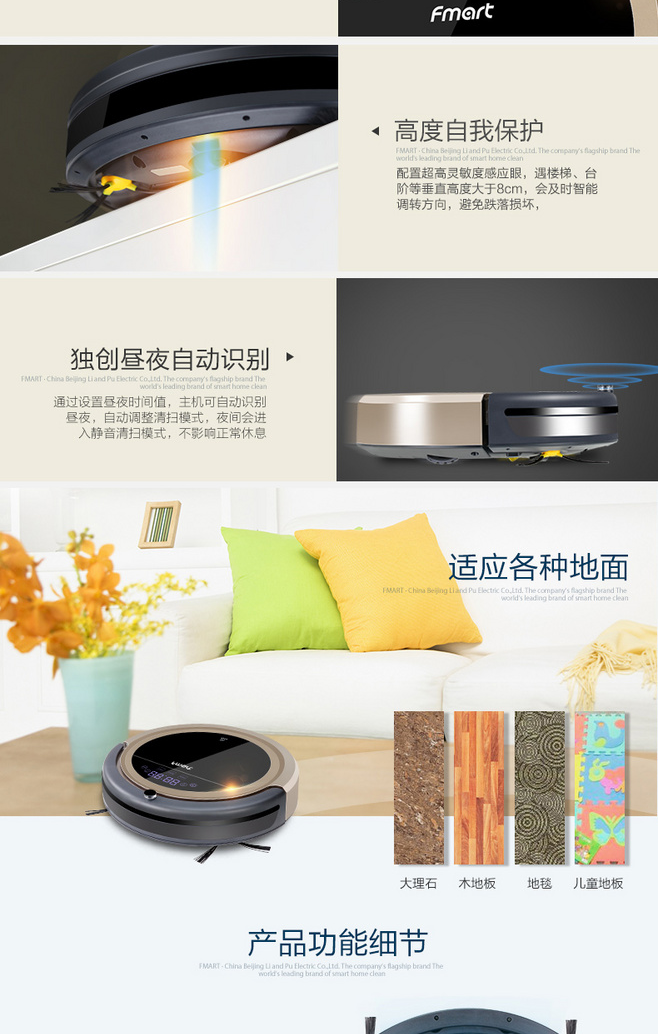 Fmart
高度自我保护
FMART - China Beijing Li and Pu Electric Co.,Ltd. The company's flagship brand The
world's leading brand of smart home clean
配置超高灵敏度感应眼，遇楼梯、台
阶等垂直高度大于8cm，会及时智能
调转方向，避免跌落损坏，
独创昼夜自动识别
FMART - China Beijing Li and Pu Electric Co.,Ltd. The company's flagship brand The
world's leading brand of smart home clean
通过设置昼夜时间值，主机可自动识别
昼夜，自动调整清扫模式，夜间会进
入静音清扫模式，不影响正常休息
适应各种地面
FMART - China Beijing Li and Pu Electric Co.,Ltd. The company's flagship brand The
world's leading brand of smart home clean
Fmart
88:88
大理石 木地板 地毯 儿童地板
产品功能细节
FMART - China Beijing Li and Pu Electric Co.,Ltd. The company's flagship brand The
world's leading brand of smart home clean